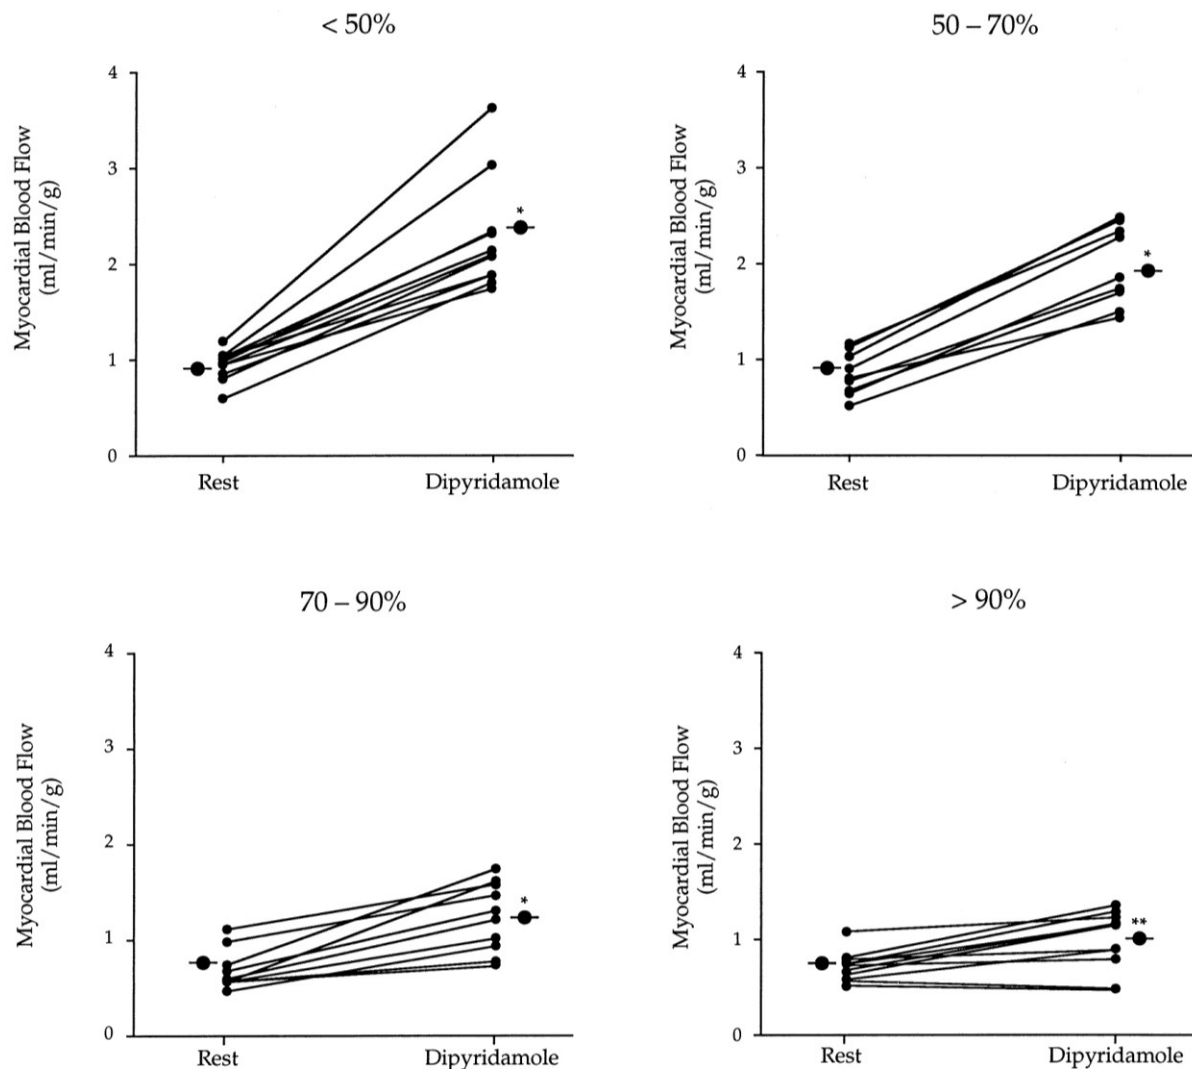 < 50%
Myocardial Blood Flow
(ml/min/g)
4
3
2
1
0
*
Rest
Dipyridamole
50 – 70%
Myocardial Blood Flow
(ml/min/g)
4
3
2
1
0
*
Rest
Dipyridamole
70 – 90%
Myocardial Blood Flow
(ml/min/g)
4
3
2
1
0
*
Rest
Dipyridamole
> 90%
Myocardial Blood Flow
(ml/min/g)
4
3
2
1
0
**
Rest
Dipyridamole